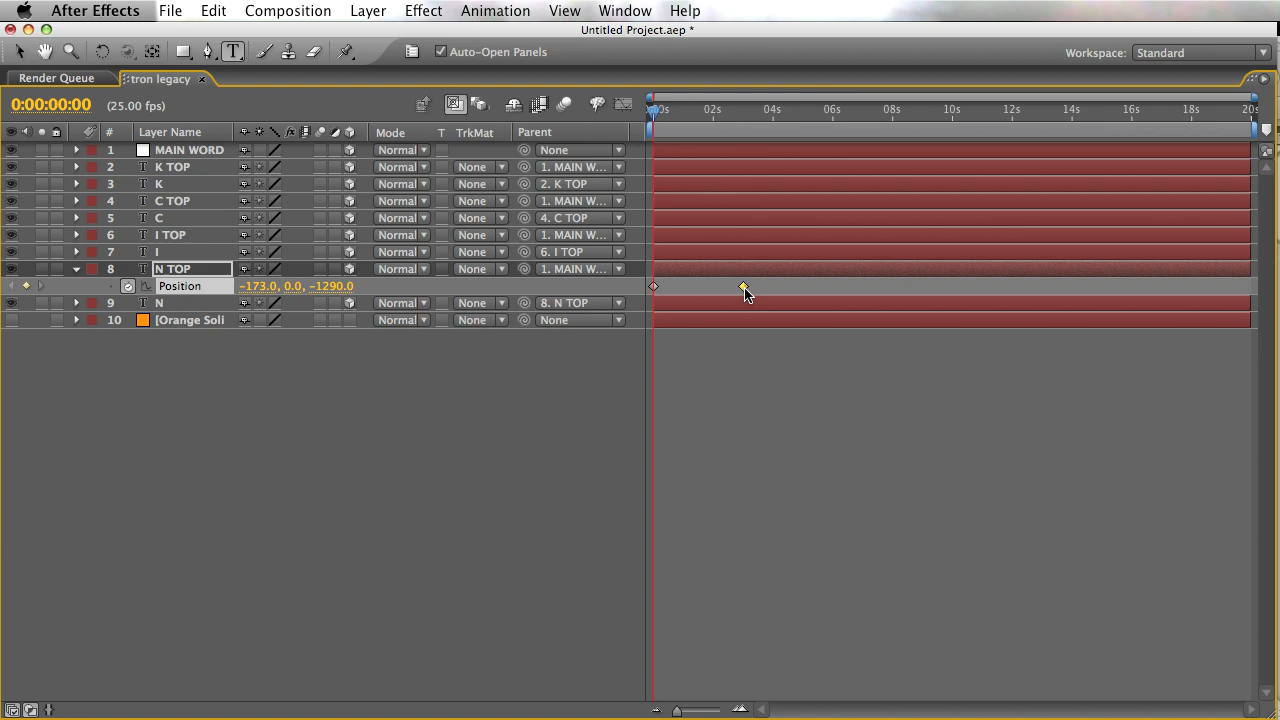 After Effects File Edit Composition Layer Effect Animation View Window Help
Untitled Project.aep *
Auto-Open Panels Workspace: Standard
Render Queue tron legacy
0:00:00:00 (25.00 fps) 02s 04s 06s 08s 10s 12s 14s 16s 18s
# Layer Name Mode T TrkMat Parent
1 MAIN WORD Normal None
2 T K TOP Normal None 1. MAIN W...
3 T K Normal None 2. K TOP
4 T C TOP Normal None 1. MAIN W...
5 T C Normal None 4. C TOP
6 T I TOP Normal None 1. MAIN W...
7 T I Normal None 6. I TOP
8 T N TOP Normal None 1. MAIN W...
Position -173.0, 0.0, -1290.0
9 T N Normal None 8. N TOP
10 [Orange Soli Normal None None